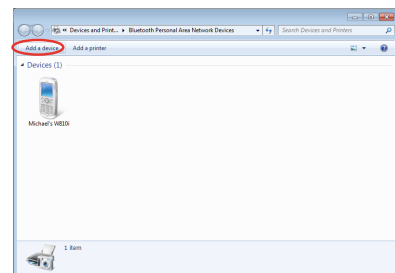 « Devices and Print... ▸ Bluetooth Personal Area Network Devices
Search Devices and Printers
Add a device
Add a printer
Devices (1)
Michael's W810i
1 item